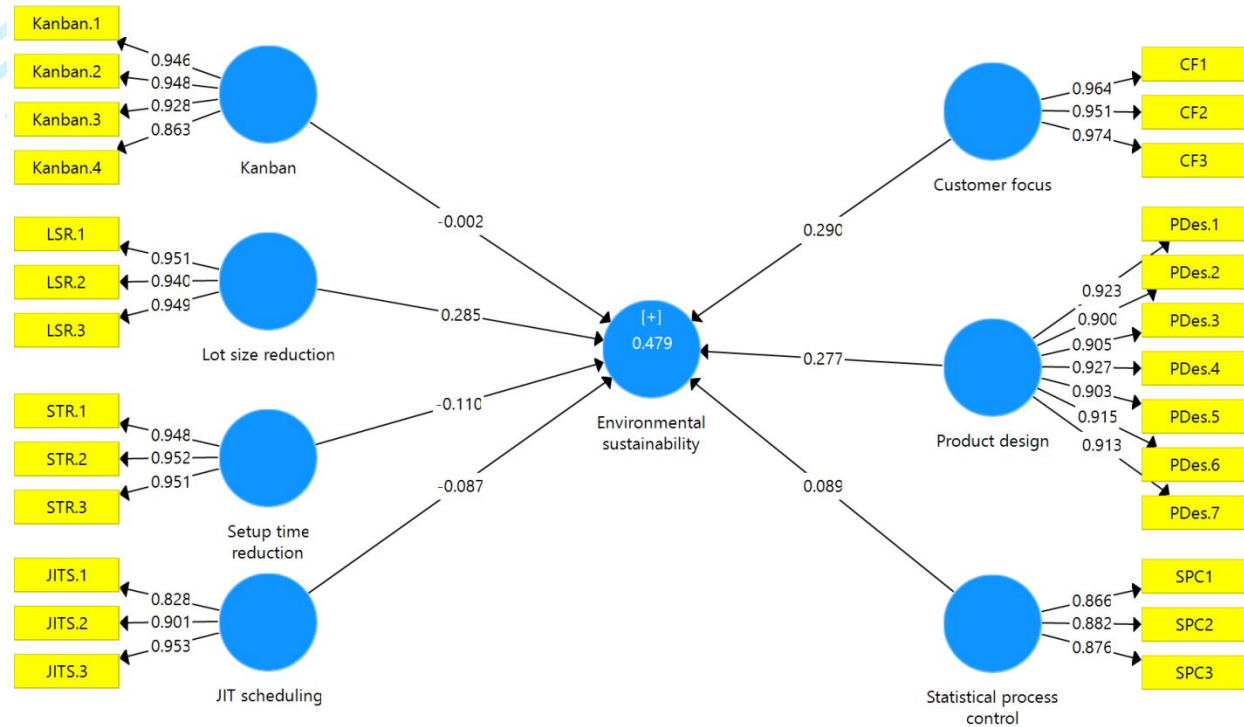 Kanban.1
Kanban.2
Kanban.3
Kanban.4
0.946
0.948
0.928
0.863
Kanban
-0.002
LSR.1
LSR.2
LSR.3
0.951
0.940
0.949
Lot size reduction
0.285
STR.1
STR.2
STR.3
0.948
0.952
0.951
Setup time
reduction
-0.110
JITS.1
JITS.2
JITS.3
0.828
0.901
0.953
JIT scheduling
-0.087
[+]
0.479
Environmental
sustainability
CF1
CF2
CF3
0.964
0.951
0.974
Customer focus
0.290
PDes.1
PDes.2
PDes.3
PDes.4
PDes.5
PDes.6
PDes.7
0.923
0.900
0.905
0.927
0.903
0.915
0.913
Product design
0.277
SPC1
SPC2
SPC3
0.866
0.882
0.876
Statistical process
control
0.089